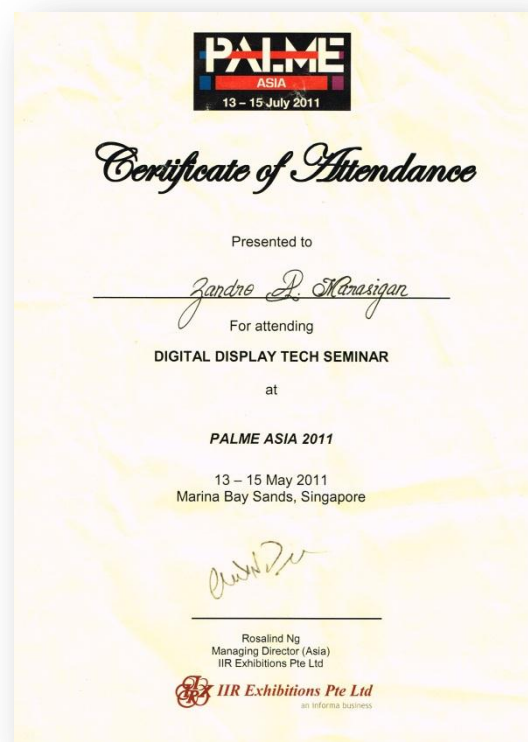 PALME
ASIA
13 – 15 July 2011
Certificate of Attendance
Presented to
Zandro A. Marasigan
For attending
DIGITAL DISPLAY TECH SEMINAR
at
PALME ASIA 2011
13 – 15 May 2011
Marina Bay Sands, Singapore
Rosalind Ng
Managing Director (Asia)
IIR Exhibitions Pte Ltd
IIR Exhibitions Pte Ltd
an informa business